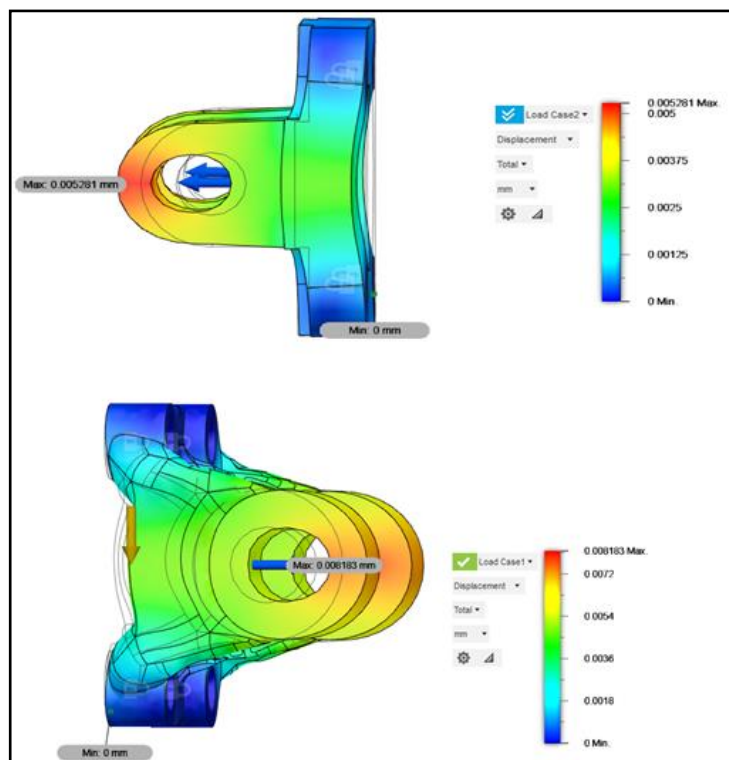 Load Case2
0.005281 Max.
0.005
Displacement
Total
0.00375
mm
0.0025
0.00125
0 Min.
Max: 0.005281 mm
Min: 0 mm
Load Case1
0.008183 Max.
0.0072
Displacement
Total
0.0054
mm
0.0036
0.0018
0 Min.
Max: 0.008183 mm
Min: 0 mm